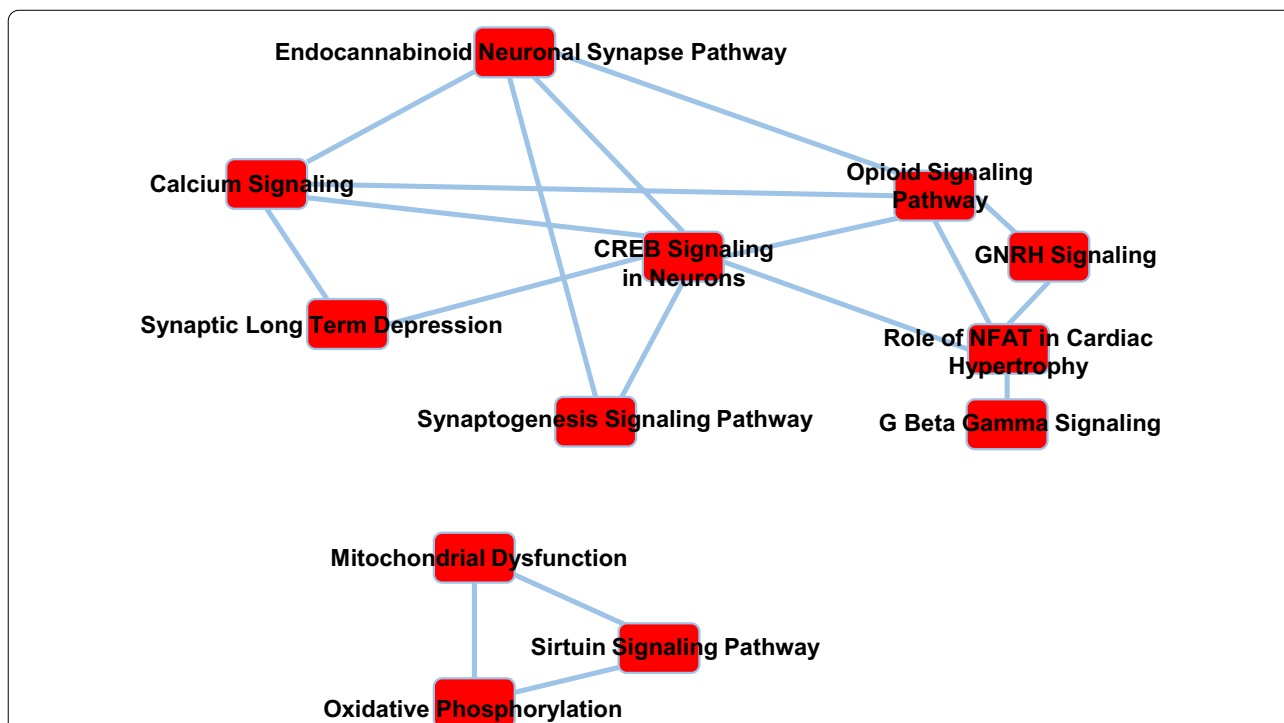 Endocannabinoid Neuronal Synapse Pathway
Calcium Signaling
Opioid Signaling
Pathway
CREB Signaling
in Neurons
GNRH Signaling
Synaptic Long Term Depression
Role of NFAT in Cardiac
Hypertrophy
Synaptogenesis Signaling Pathway
G Beta Gamma Signaling
Mitochondrial Dysfunction
Sirtuin Signaling Pathway
Oxidative Phosphorylation